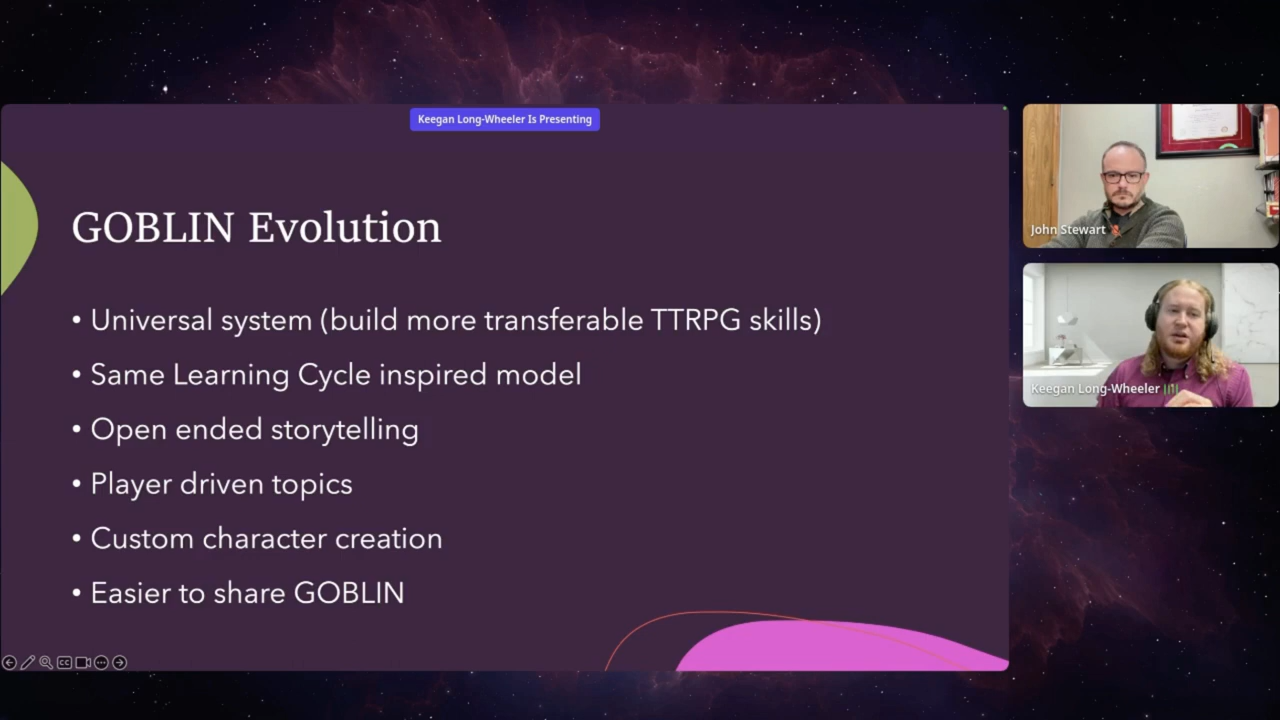 Keegan Long-Wheeler Is Presenting
GOBLIN Evolution
• Universal system (build more transferable TTRPG skills)
• Same Learning Cycle inspired model
• Open ended storytelling
• Player driven topics
• Custom character creation
• Easier to share GOBLIN
John Stewart
Keegan Long-Wheeler
CC